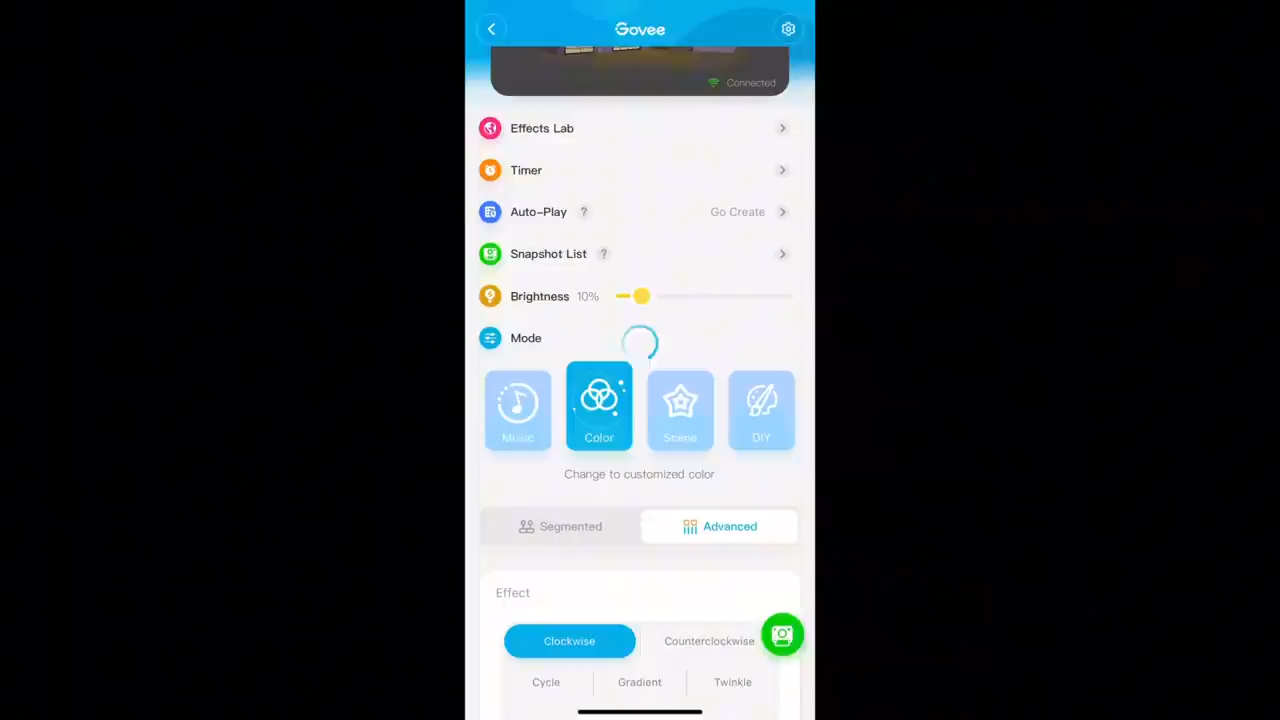 Govee
Connected
Effects Lab
Timer
Auto-Play ? Go Create
Snapshot List ?
Brightness 10%
Mode
Music Color Scene DIY
Change to customized color
Segmented Advanced
Effect
Clockwise Counterclockwise
Cycle Gradient Twinkle